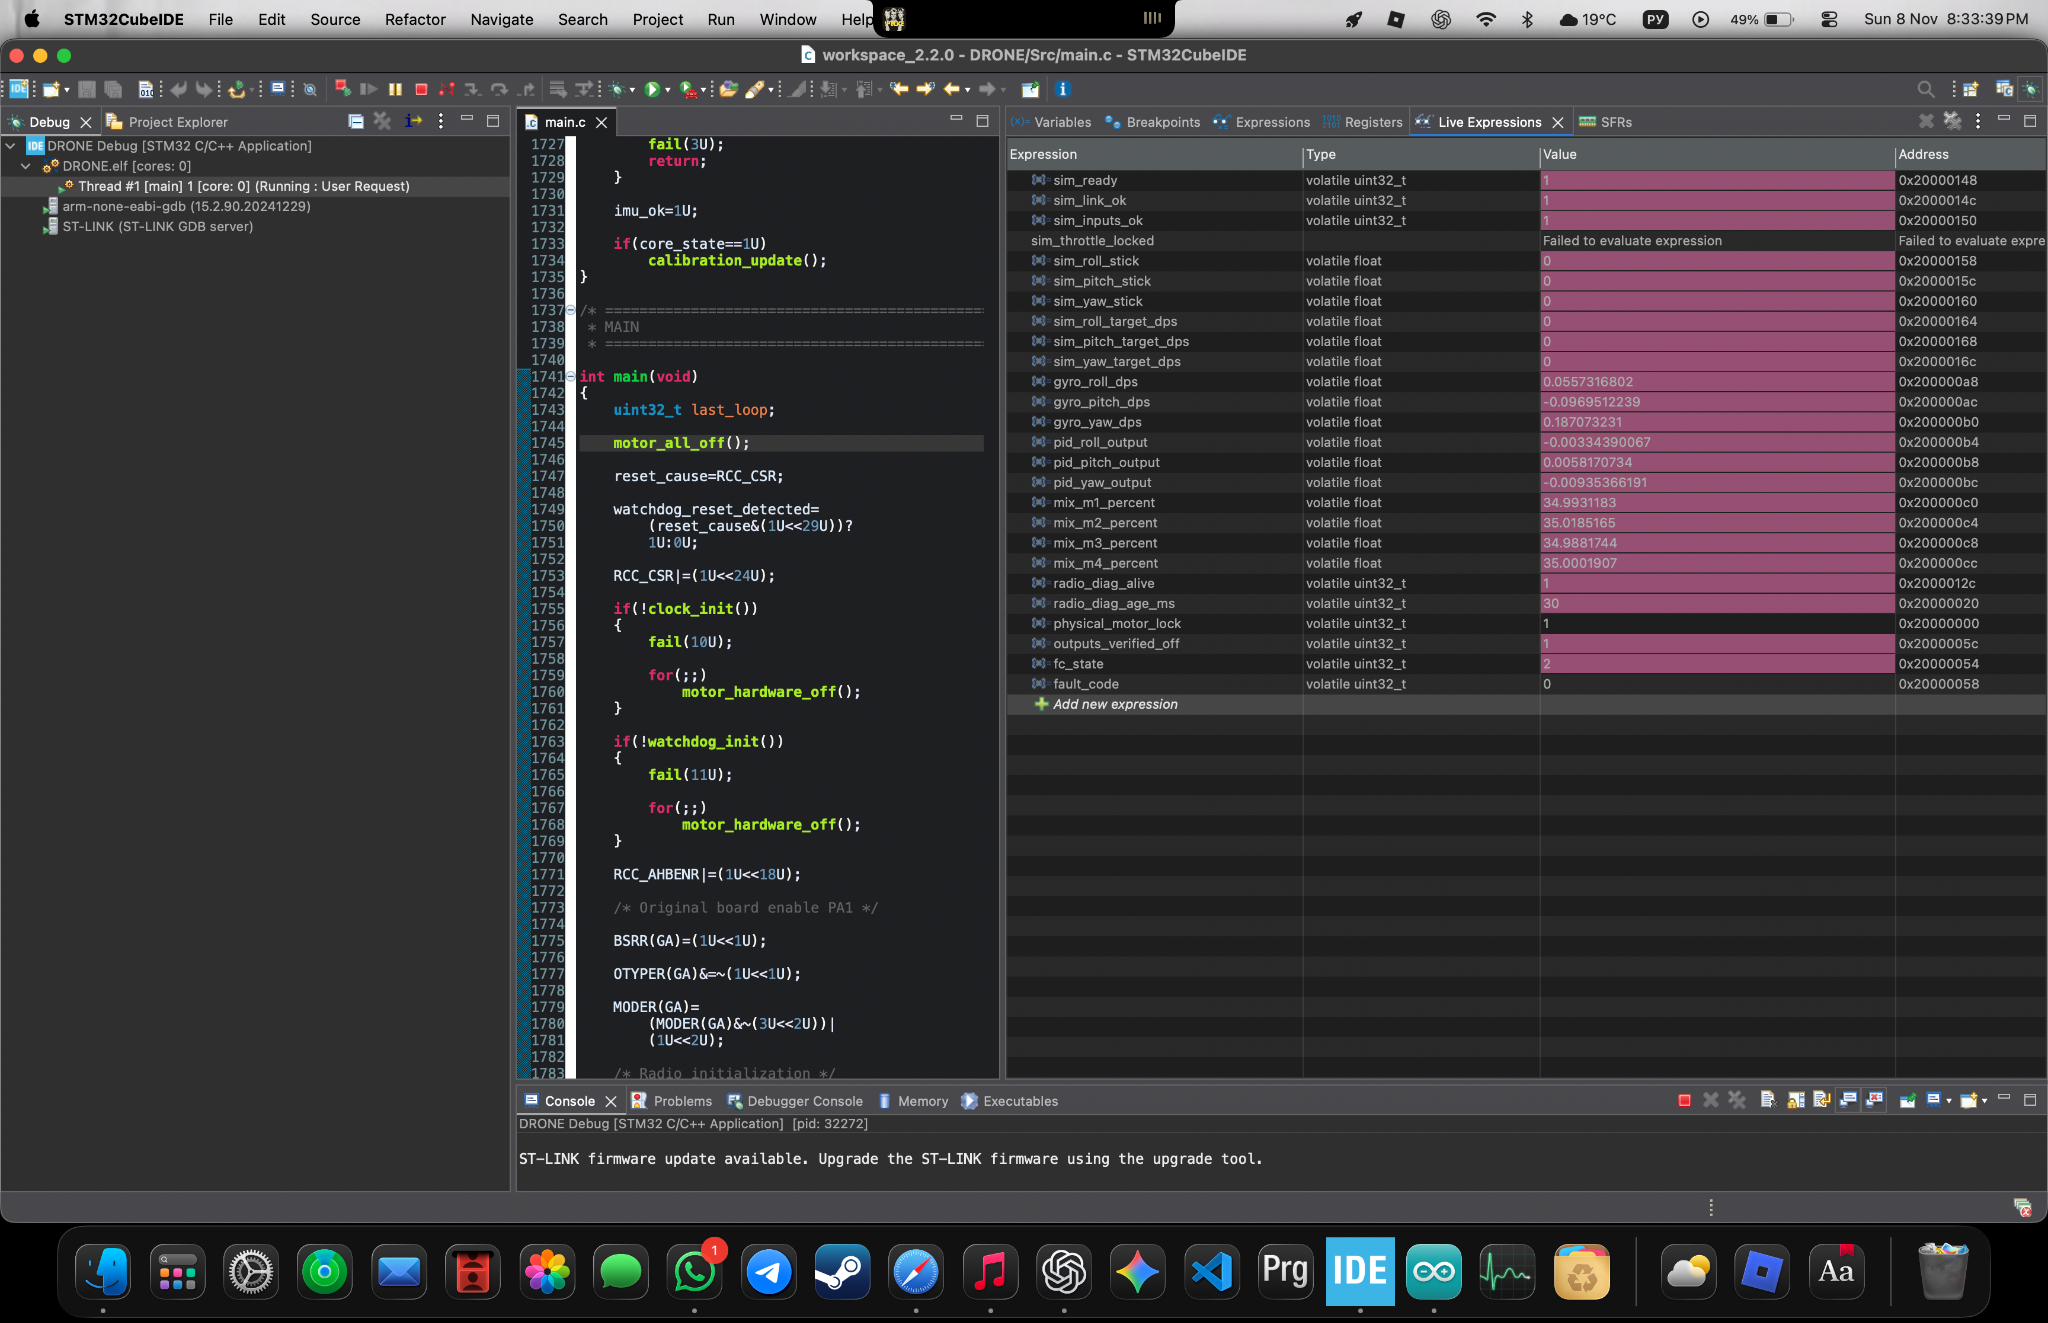 STM32CubeIDE File Edit Source Refactor Navigate Search Project Run Window Help 19°C РУ 49% Sun 8 Nov 8:33:39 PM
workspace_2.2.0 - DRONE/Src/main.c - STM32CubeIDE
Debug Project Explorer
DRONE Debug [STM32 C/C++ Application]
DRONE.elf [cores: 0]
Thread #1 [main] 1 [core: 0] (Running : User Request)
arm-none-eabi-gdb (15.2.90.20241229)
ST-LINK (ST-LINK GDB server)
main.c
1727 fail(3U);
1728 return;
1729 }
1730
1731 imu_ok=1U;
1732
1733 if(core_state==1U)
1734 calibration_update();
1735 }
1736
1737 /* ============================================
1738 * MAIN
1739 * ============================================
1740
1741 int main(void)
1742 {
1743 uint32_t last_loop;
1744
1745 motor_all_off();
1746
1747 reset_cause=RCC_CSR;
1748
1749 watchdog_reset_detected=
1750 (reset_cause&(1U<<29U))?
1751 1U:0U;
1752
1753 RCC_CSR|=(1U<<24U);
1754
1755 if(!clock_init())
1756 {
1757 fail(10U);
1758
1759 for(;;)
1760 motor_hardware_off();
1761 }
1762
1763 if(!watchdog_init())
1764 {
1765 fail(11U);
1766
1767 for(;;)
1768 motor_hardware_off();
1769 }
1770
1771 RCC_AHBENR|=(1U<<18U);
1772
1773 /* Original board enable PA1 */
1774
1775 BSRR(GA)=(1U<<1U);
1776
1777 OTYPER(GA)&=~(1U<<1U);
1778
1779 MODER(GA)=
1780 (MODER(GA)&~(3U<<2U))|
1781 (1U<<2U);
1782
1783 /* Radio initialization */
Variables Breakpoints Expressions Registers Live Expressions SFRs
Expression Type Value Address
sim_ready volatile uint32_t 1 0x20000148
sim_link_ok volatile uint32_t 1 0x2000014c
sim_inputs_ok volatile uint32_t 1 0x20000150
sim_throttle_locked Failed to evaluate expression Failed to evaluate expre
sim_roll_stick volatile float 0 0x20000158
sim_pitch_stick volatile float 0 0x2000015c
sim_yaw_stick volatile float 0 0x20000160
sim_roll_target_dps volatile float 0 0x20000164
sim_pitch_target_dps volatile float 0 0x20000168
sim_yaw_target_dps volatile float 0 0x2000016c
gyro_roll_dps volatile float 0.0557316802 0x200000a8
gyro_pitch_dps volatile float -0.0969512239 0x200000ac
gyro_yaw_dps volatile float 0.187073231 0x200000b0
pid_roll_output volatile float -0.00334390067 0x200000b4
pid_pitch_output volatile float 0.0058170734 0x200000b8
pid_yaw_output volatile float -0.00935366191 0x200000bc
mix_m1_percent volatile float 34.9931183 0x200000c0
mix_m2_percent volatile float 35.0185165 0x200000c4
mix_m3_percent volatile float 34.9881744 0x200000c8
mix_m4_percent volatile float 35.0001907 0x200000cc
radio_diag_alive volatile uint32_t 1 0x2000012c
radio_diag_age_ms volatile uint32_t 30 0x20000020
physical_motor_lock volatile uint32_t 1 0x20000000
outputs_verified_off volatile uint32_t 1 0x2000005c
fc_state volatile uint32_t 2 0x20000054
fault_code volatile uint32_t 0 0x20000058
Add new expression
Console Problems Debugger Console Memory Executables
DRONE Debug [STM32 C/C++ Application] [pid: 32272]
ST-LINK firmware update available. Upgrade the ST-LINK firmware using the upgrade tool.
1
Prg IDE Aa